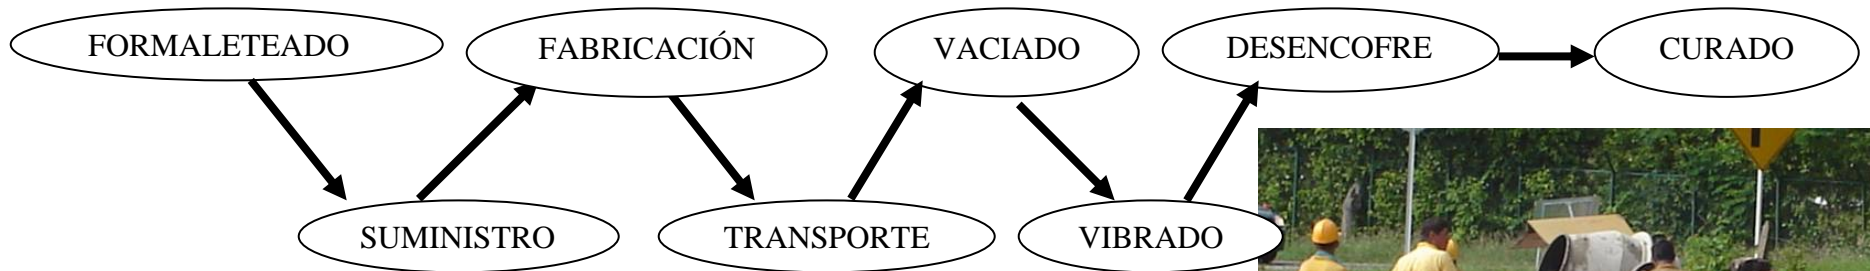 FORMALETEADO
SUMINISTRO
FABRICACIÓN
TRANSPORTE
VACIADO
VIBRADO
DESENCOFRE
CURADO